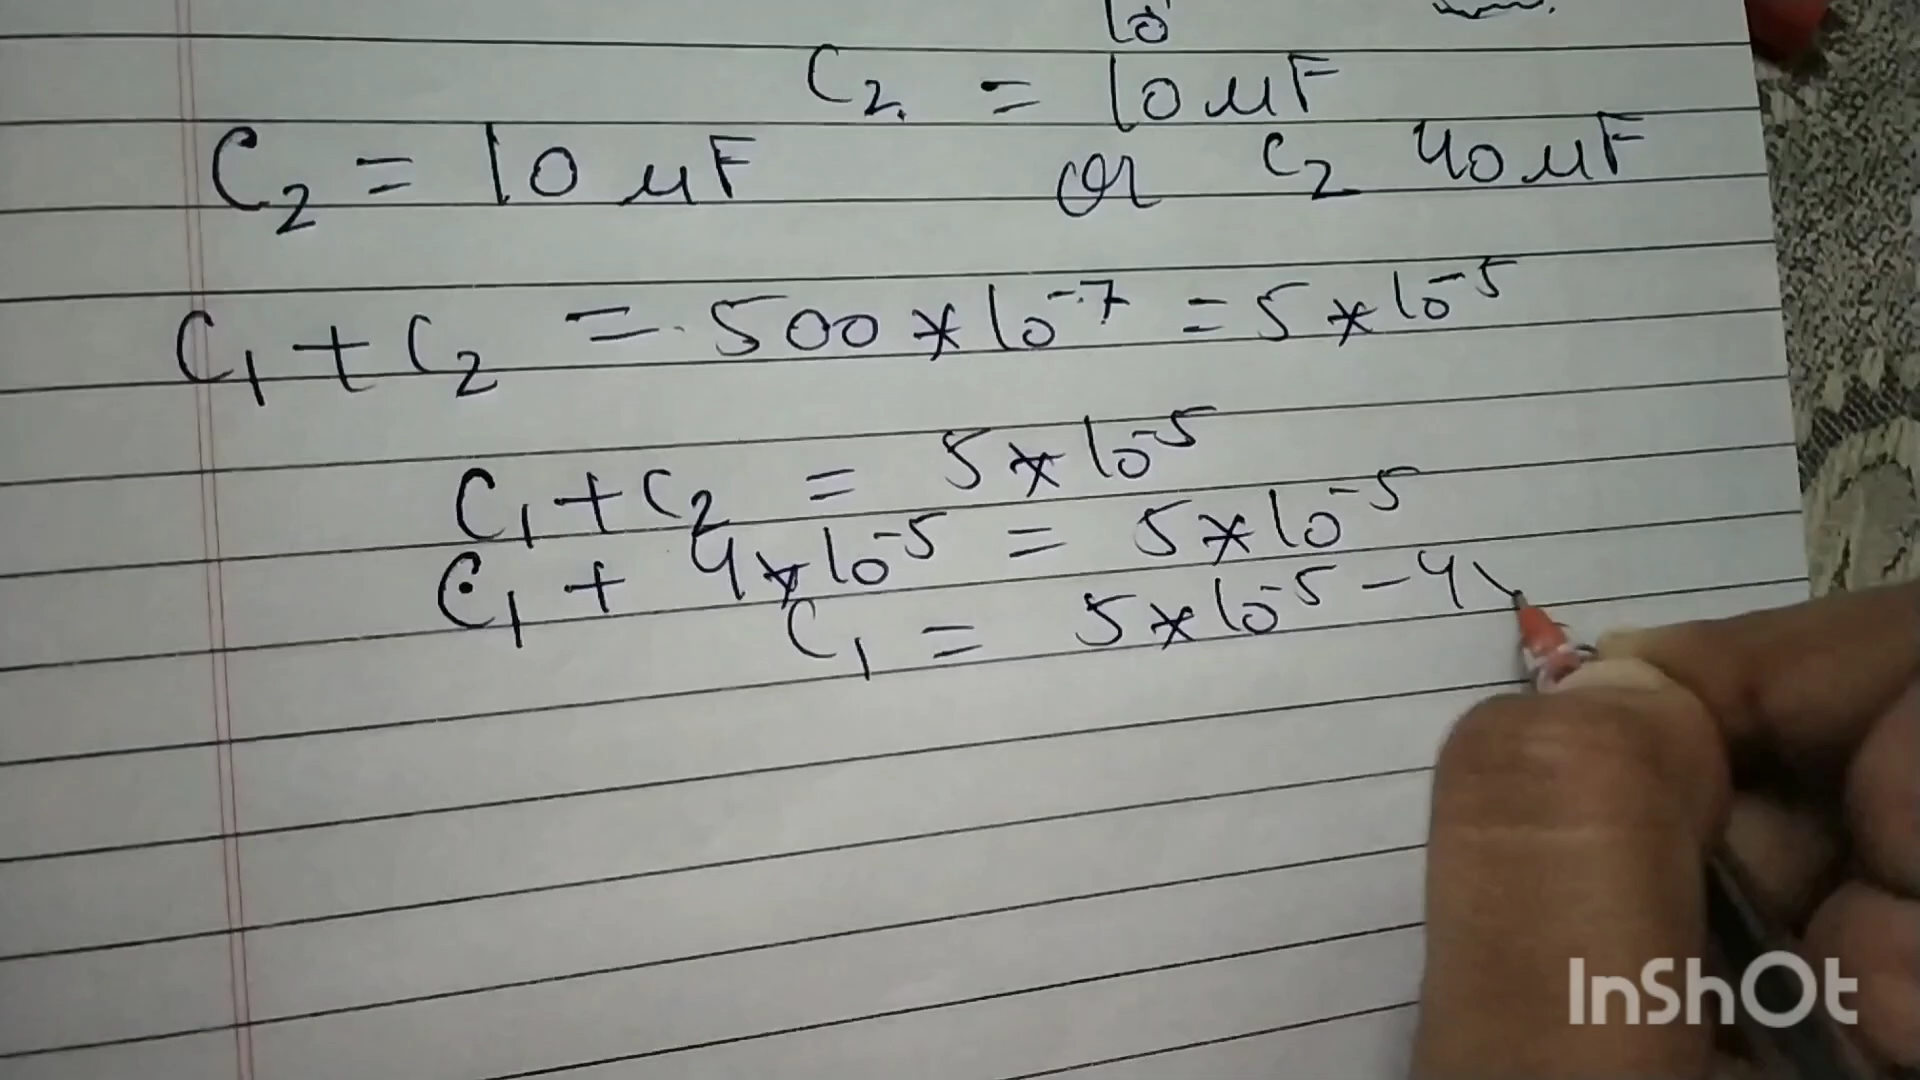 10
C₂. = 10 μF
C₂ = 10 μF or C₂ 40 μF
C₁ + C₂ = 500 * 10⁻⁷ = 5 * 10⁻⁵
C₁ + C₂ = 5 * 10⁻⁵
C₁ + 4 * 10⁻⁵ = 5 * 10⁻⁵
C₁ = 5 * 10⁻⁵ - 4
InShOt